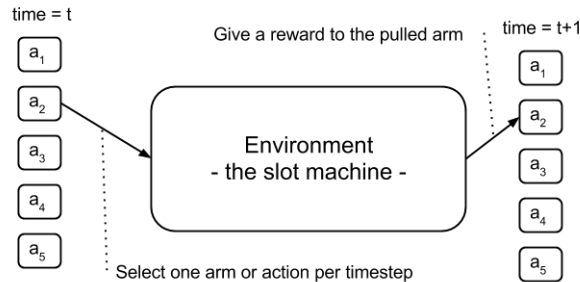 time = t
a1
a2
a3
a4
a5
Give a reward to the pulled arm
Environment
- the slot machine -
Select one arm or action per timestep
time = t+1
a1
a2
a3
a4
a5